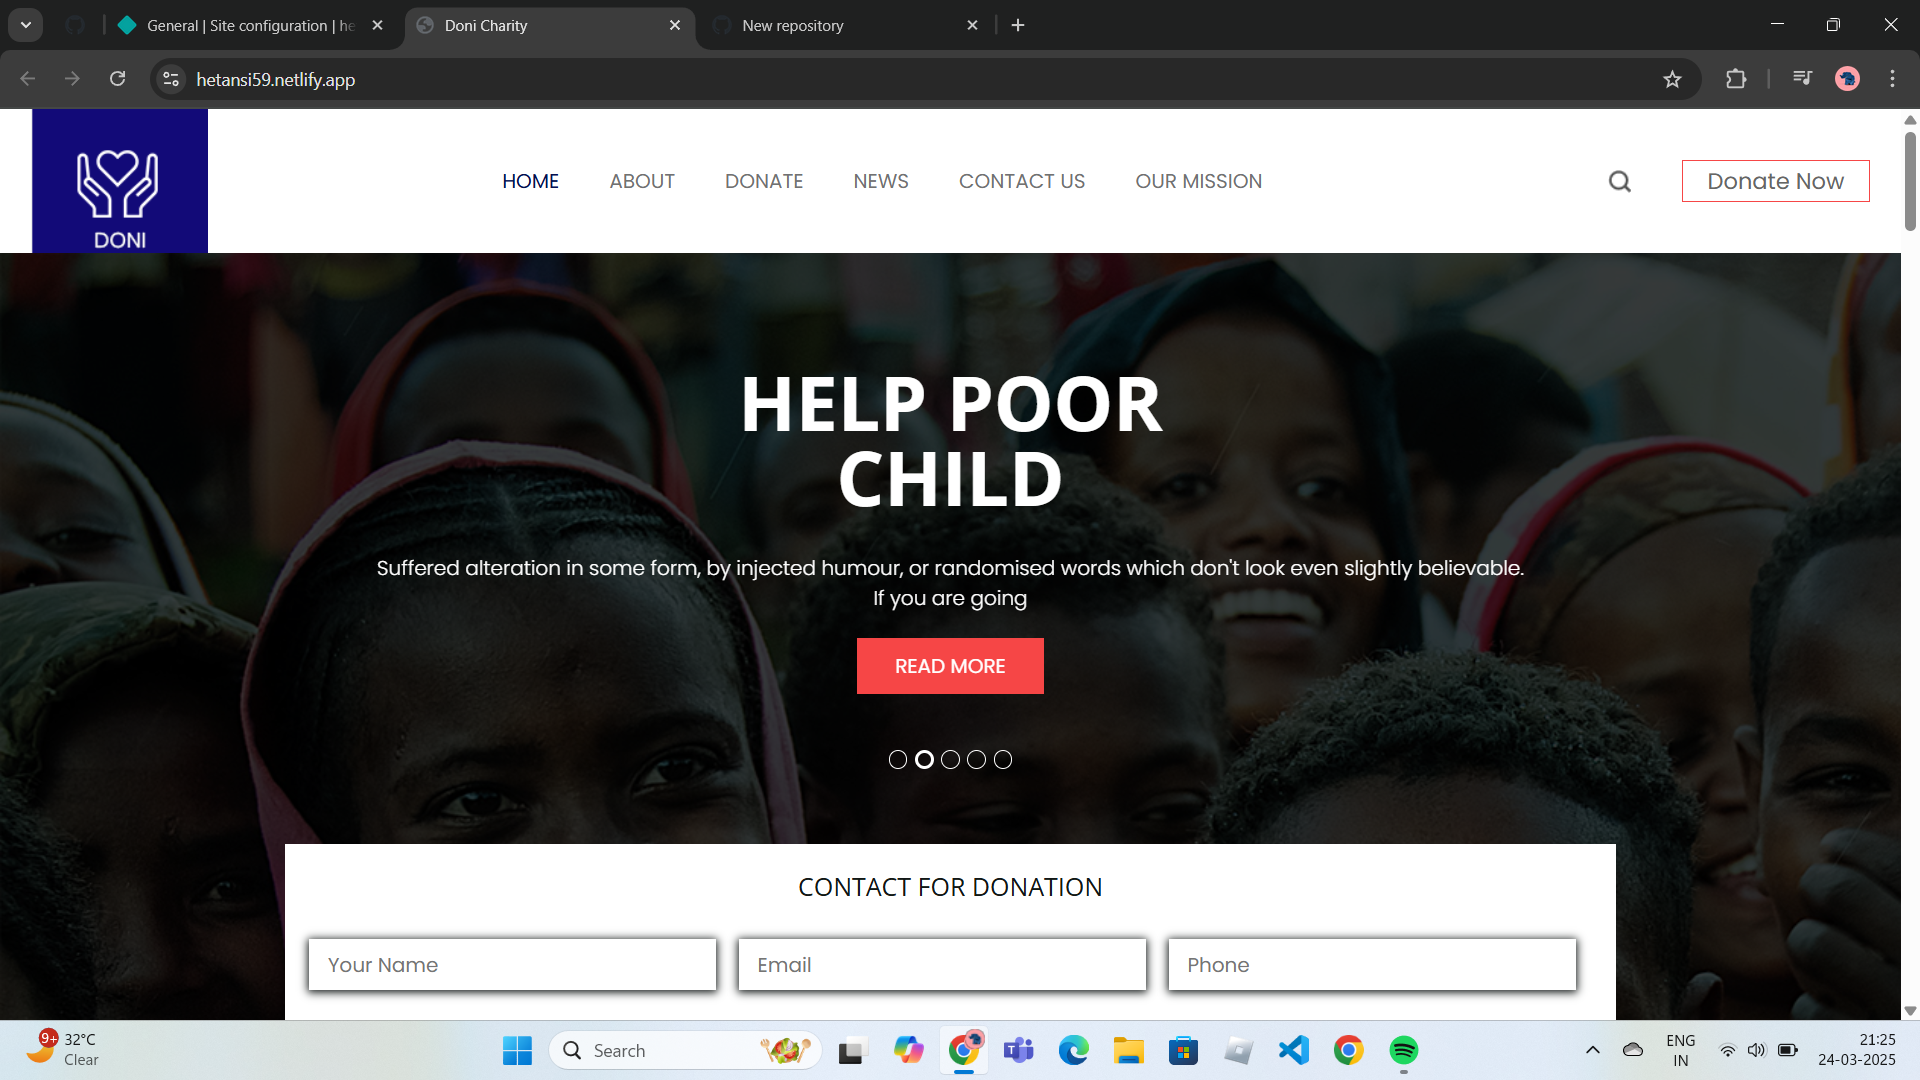 General | Site configuration | he
Doni Charity
New repository
hetansi59.netlify.app
DONI
HOME
ABOUT
DONATE
NEWS
CONTACT US
OUR MISSION
Donate Now
HELP POOR
CHILD
Suffered alteration in some form, by injected humour, or randomised words which don't look even slightly believable.
If you are going
READ MORE
CONTACT FOR DONATION
Your Name
Email
Phone
9+
32°C
Clear
Search
ENG
IN
21:25
24-03-2025